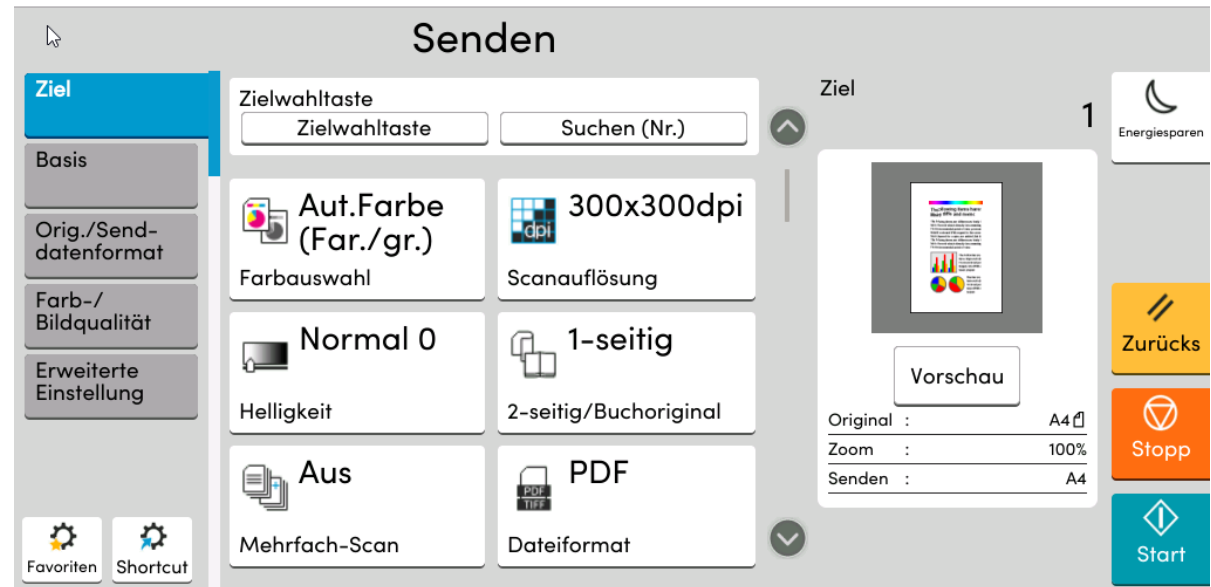 Senden
Ziel
Basis
Orig./Send-
datenformat
Farb-/
Bildqualität
Erweiterte
Einstellung
Favoriten
Shortcut
Zielwahltaste
Zielwahltaste
Suchen (Nr.)
Aut.Farbe
(Far./gr.)
Farbauswahl
300x300dpi
dpi
Scanauflösung
Normal 0
Helligkeit
1-seitig
2-seitig/Buchoriginal
Aus
Mehrfach-Scan
PDF
PDF
TIFF
Dateiformat
Ziel
1
Vorschau
Original : A4
Zoom : 100%
Senden : A4
Energiesparen
Zurücks
Stopp
Start